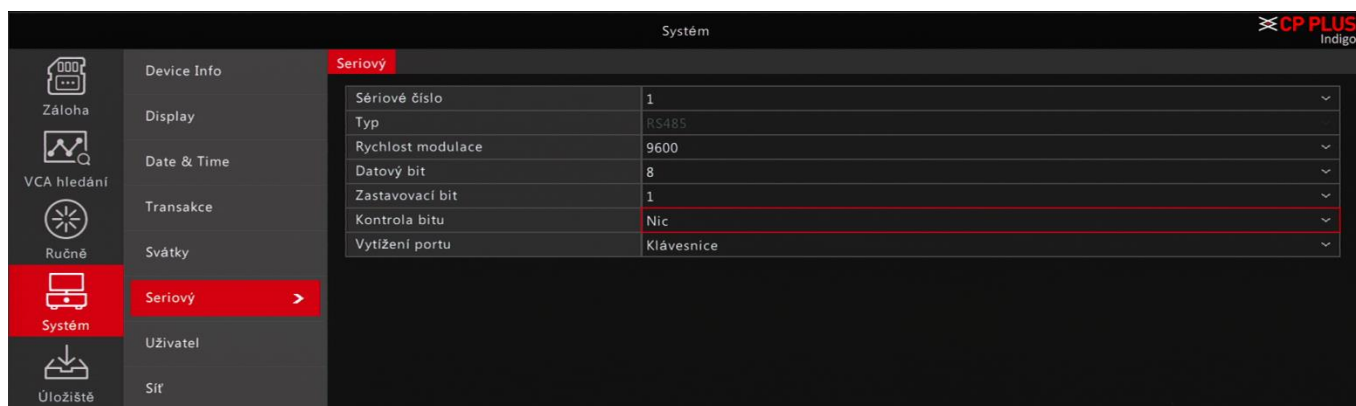 Systém
CP PLUS
Indigo
Záloha
VCA hledání
Ručně
Systém
Úložiště
Device Info
Display
Date & Time
Transakce
Svátky
Seriový
Uživatel
Síť
Seriový
Sériové číslo 1
Typ RS485
Rychlost modulace 9600
Datový bit 8
Zastavovací bit 1
Kontrola bitu Nic
Vytížení portu Klávesnice